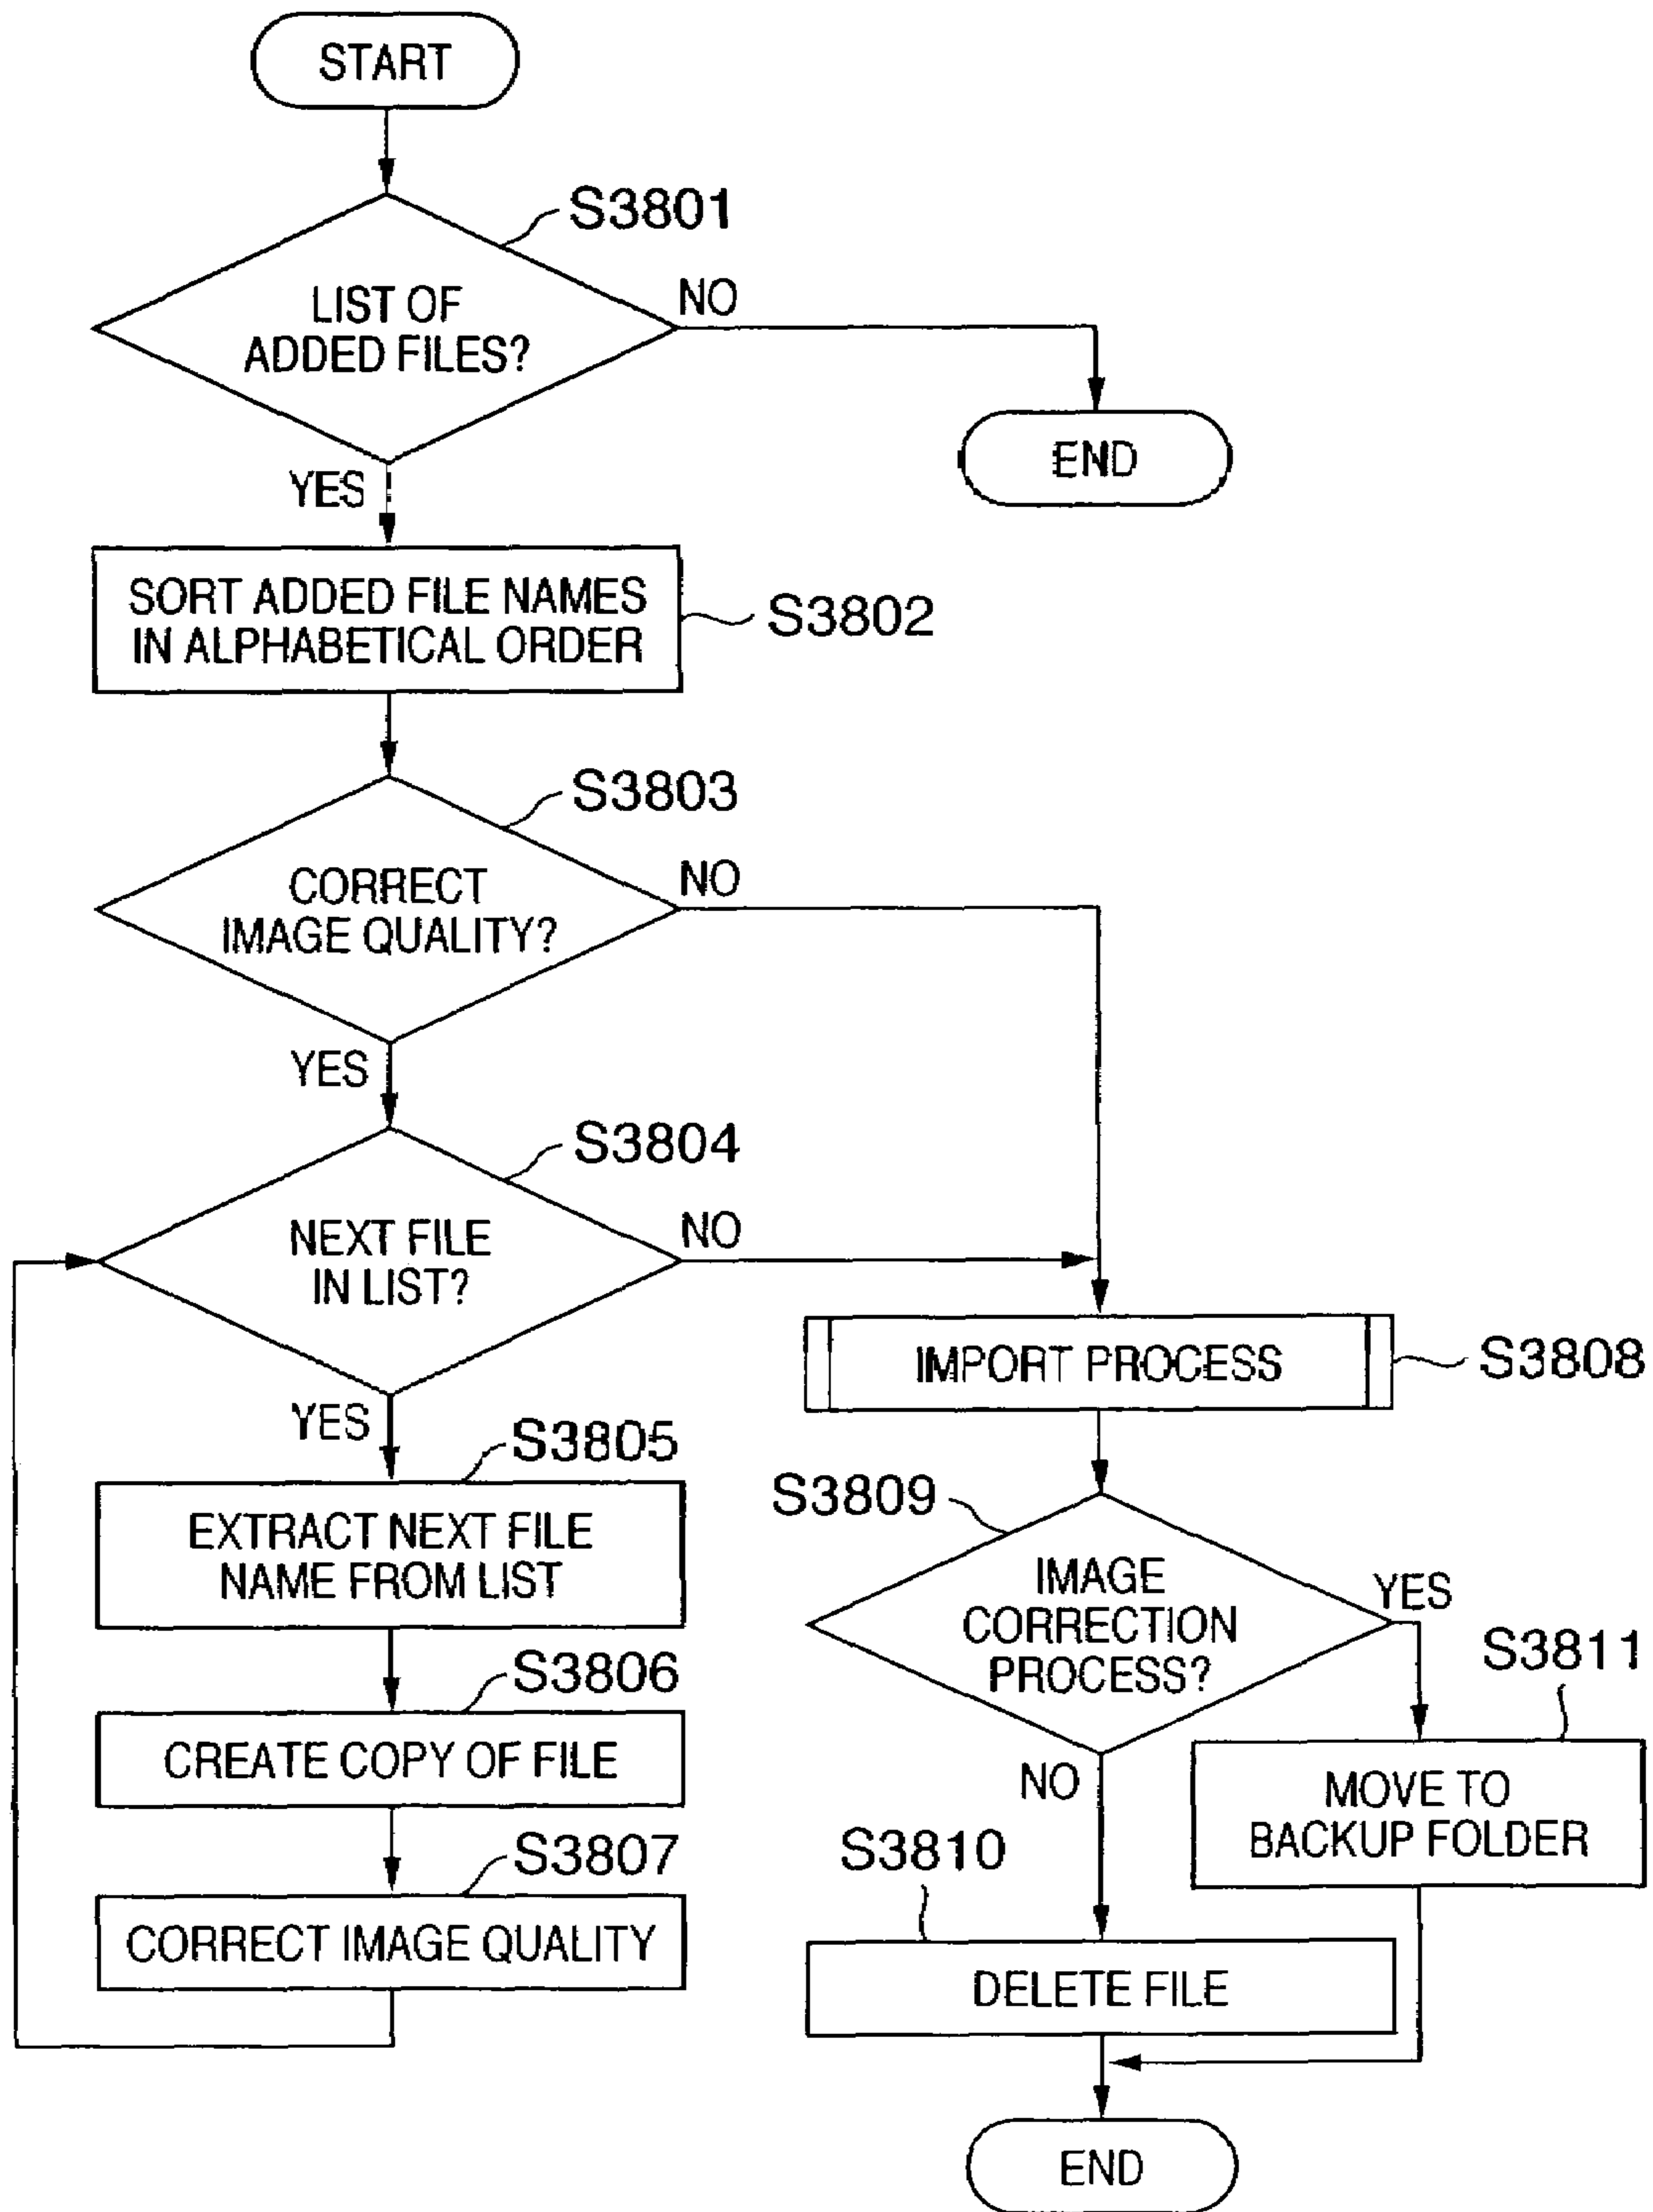 START
S3801
LIST OF
ADDED FILES?
NO
END
YES
SORT ADDED FILE NAMES
IN ALPHABETICAL ORDER
S3802
S3803
CORRECT
IMAGE QUALITY?
NO
YES
S3804
NEXT FILE
IN LIST?
NO
YES
S3805
EXTRACT NEXT FILE
NAME FROM LIST
S3806
CREATE COPY OF FILE
S3807
CORRECT IMAGE QUALITY
IMPORT PROCESS
S3808
S3809
IMAGE
CORRECTION
PROCESS?
YES
S3811
MOVE TO
BACKUP FOLDER
NO
S3810
DELETE FILE
END